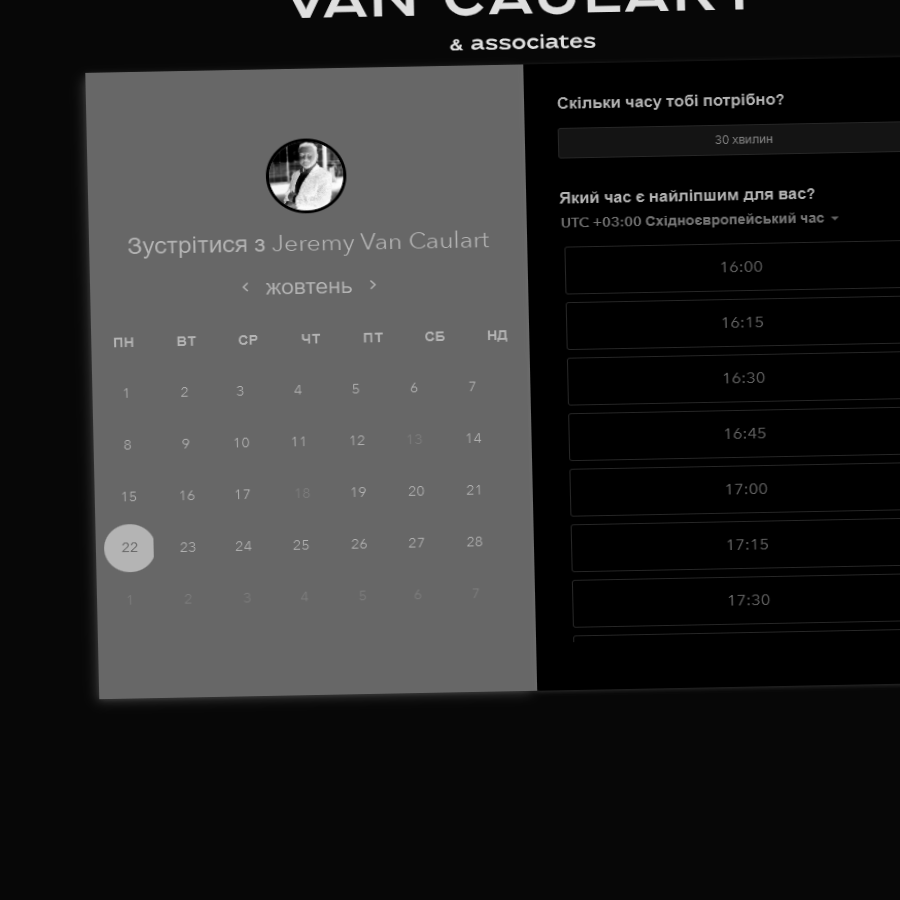 VAN CAULART
& associates
Зустрітися з Jeremy Van Caulart
жовтень
ПН ВТ СР ЧТ ПТ СБ НД
1 2 3 4 5 6 7
8 9 10 11 12 13 14
15 16 17 18 19 20 21
22 23 24 25 26 27 28
1 2 3 4 5 6 7
Скільки часу тобі потрібно?
30 хвилин
Який час є найліпшим для вас?
UTC +03:00 Східноєвропейський час
16:00
16:15
16:30
16:45
17:00
17:15
17:30